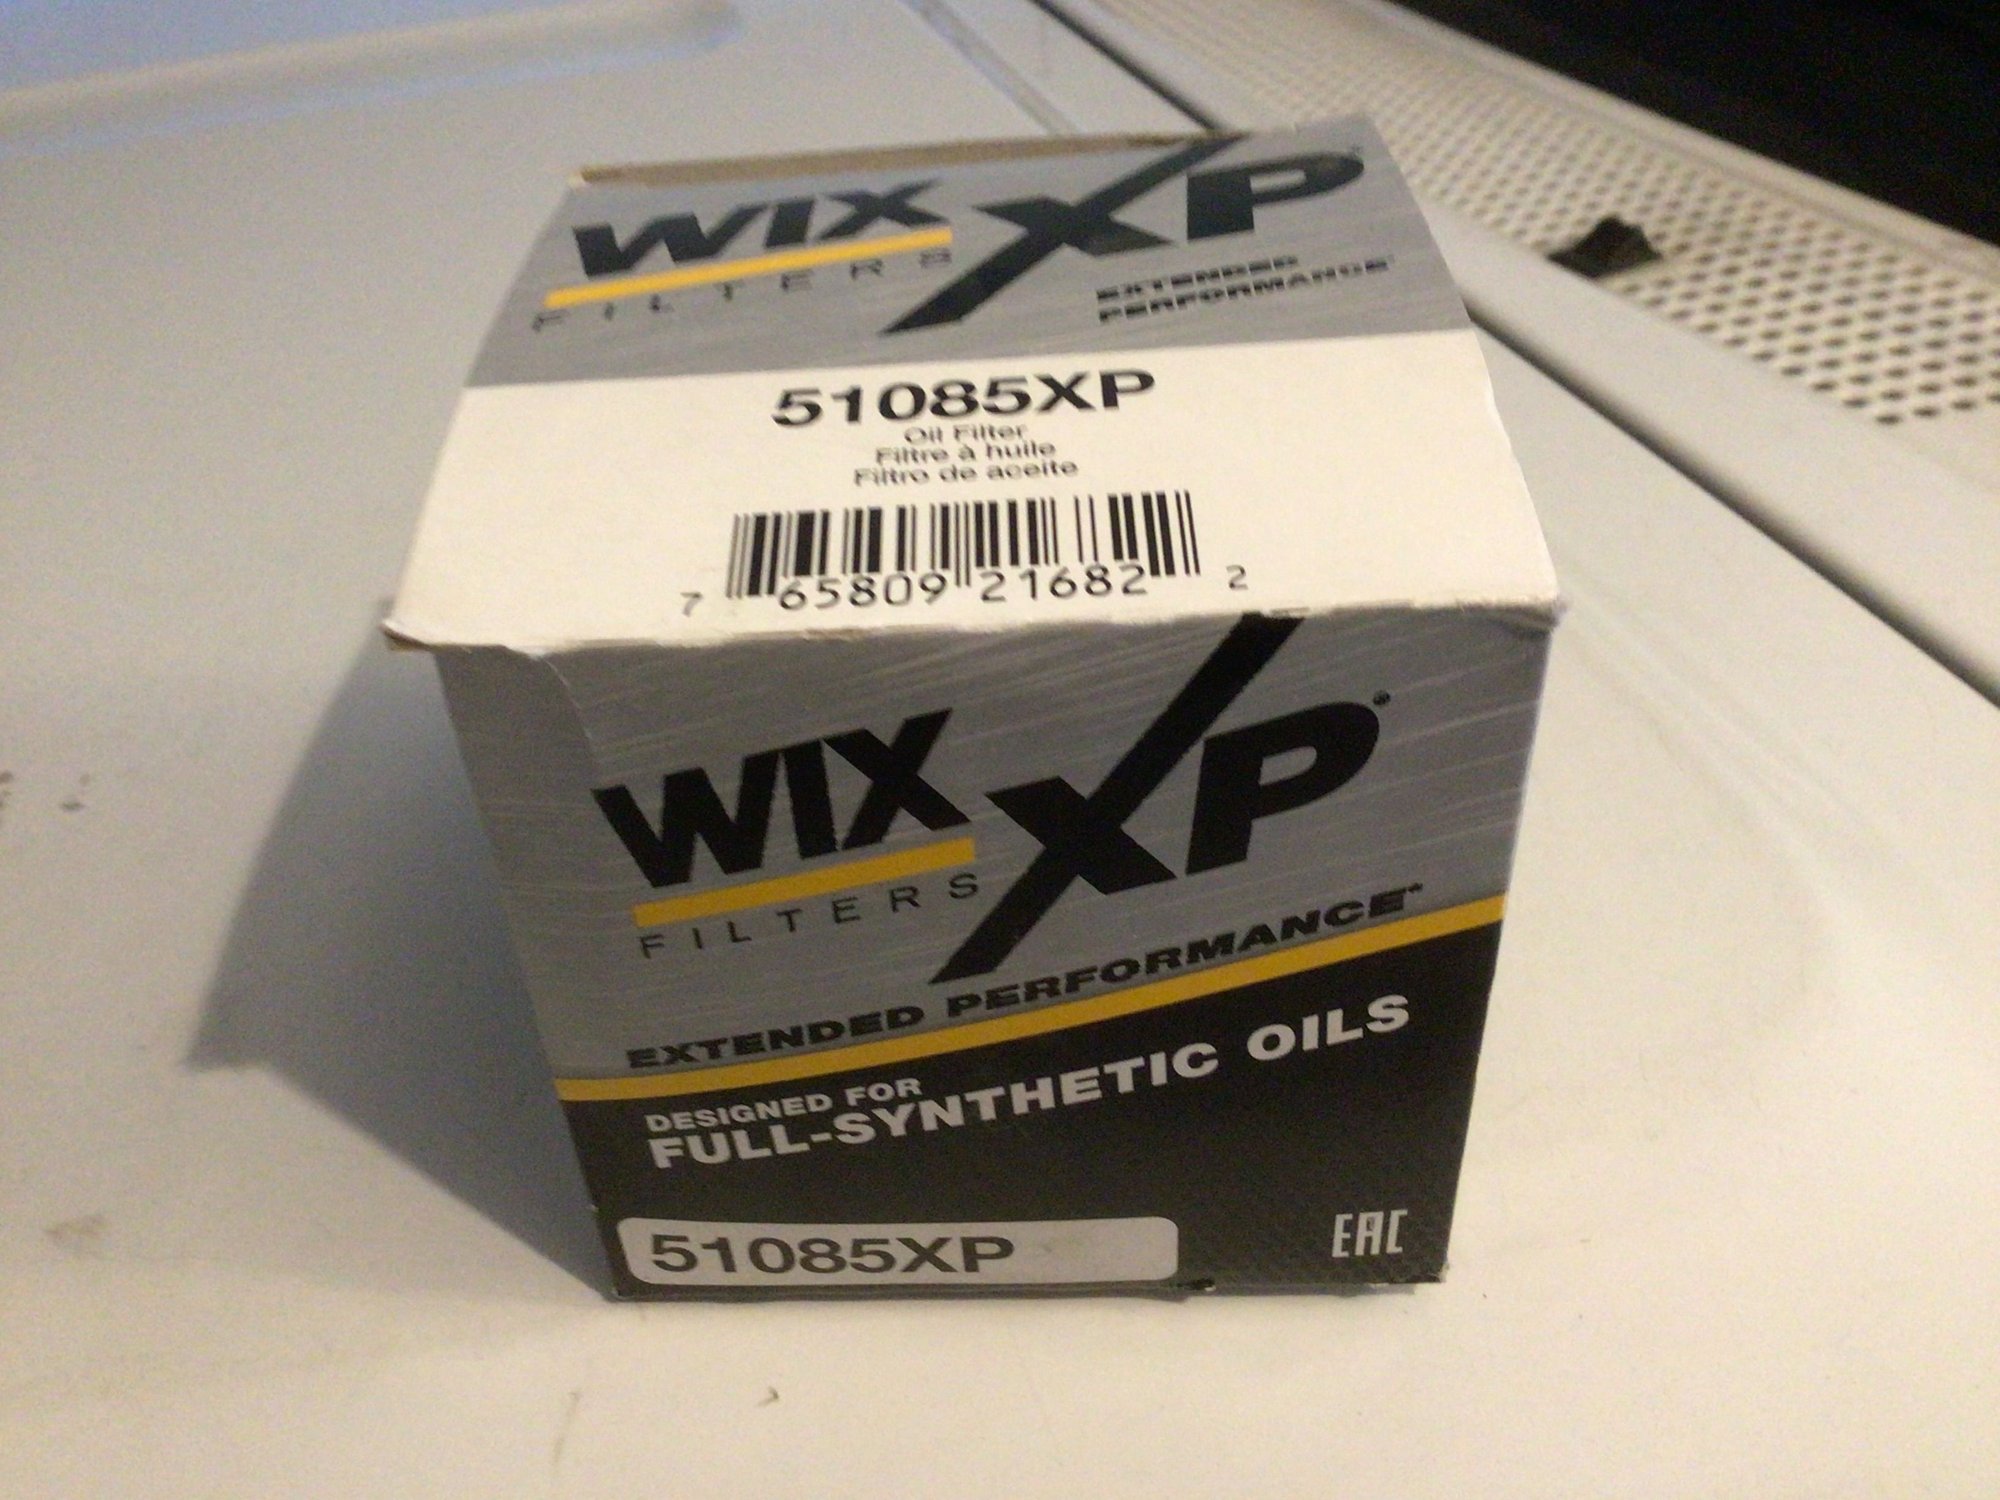 WIX XP
FILTERS
EXTENDED
PERFORMANCE
51085XP
Oil Filter
Filtre à huile
Filtro de aceite
7 65809 21682 2
WIX XP®
FILTERS
EXTENDED PERFORMANCE
DESIGNED FOR
FULL-SYNTHETIC OILS
51085XP
EAC